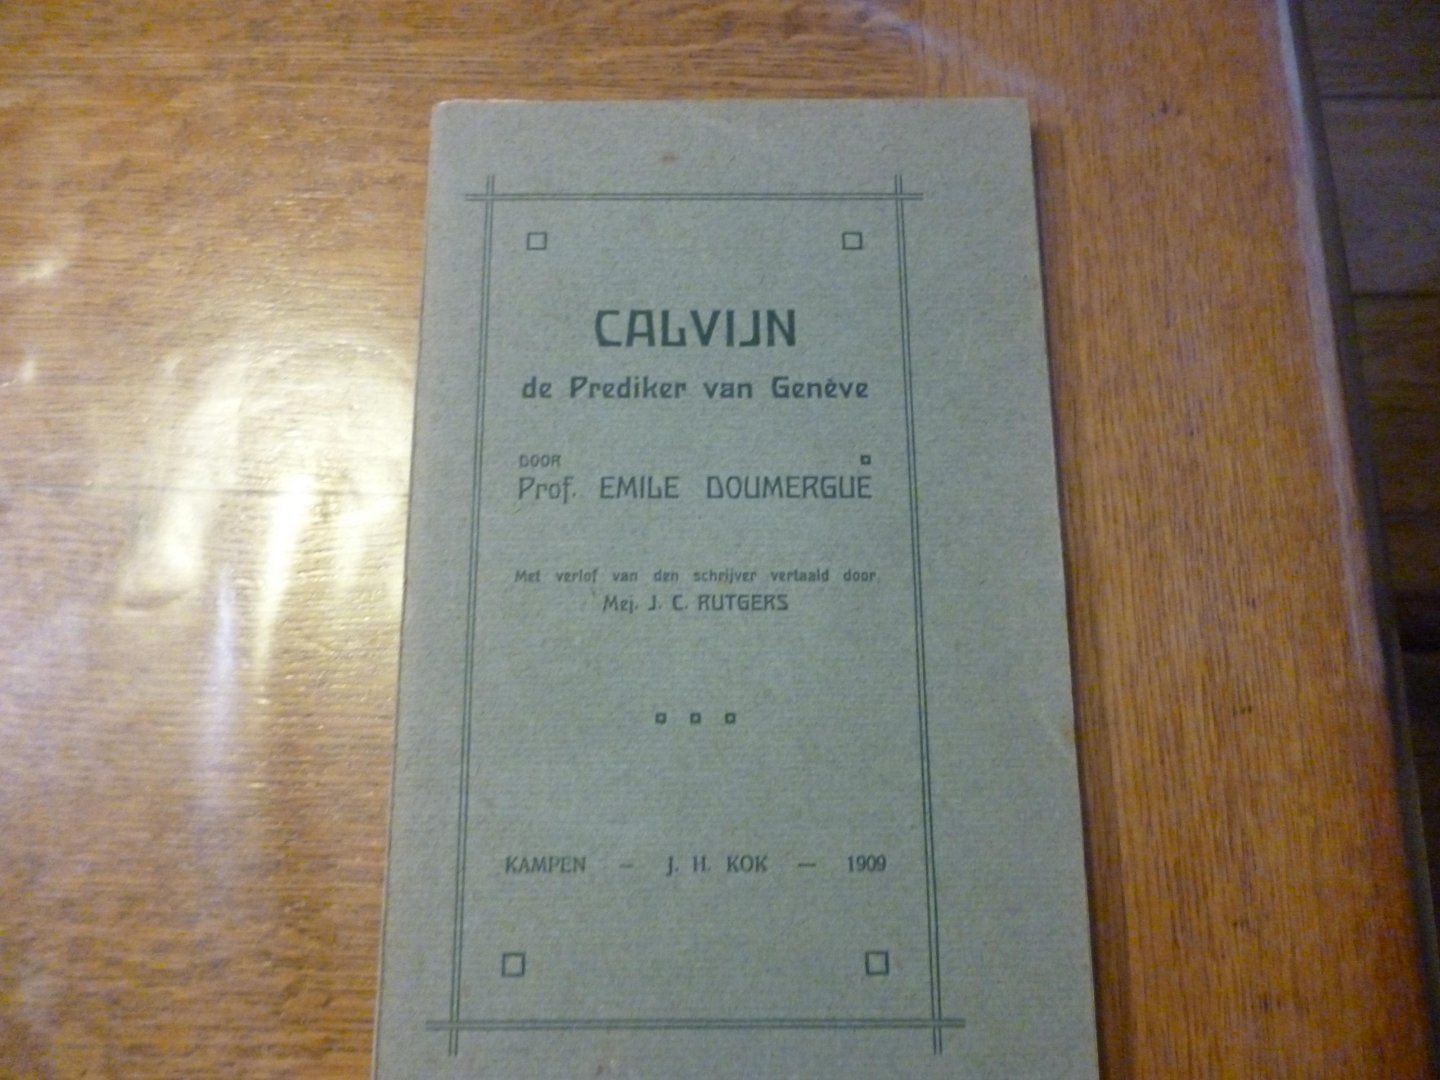 CALVIJN
de Prediker van Genève
DOOR
Prof. EMILE DOUMERGUE
Met verlof van den schrijver vertaald door
Mej. J. C. RUTGERS
KAMPEN — J. H. KOK — 1909